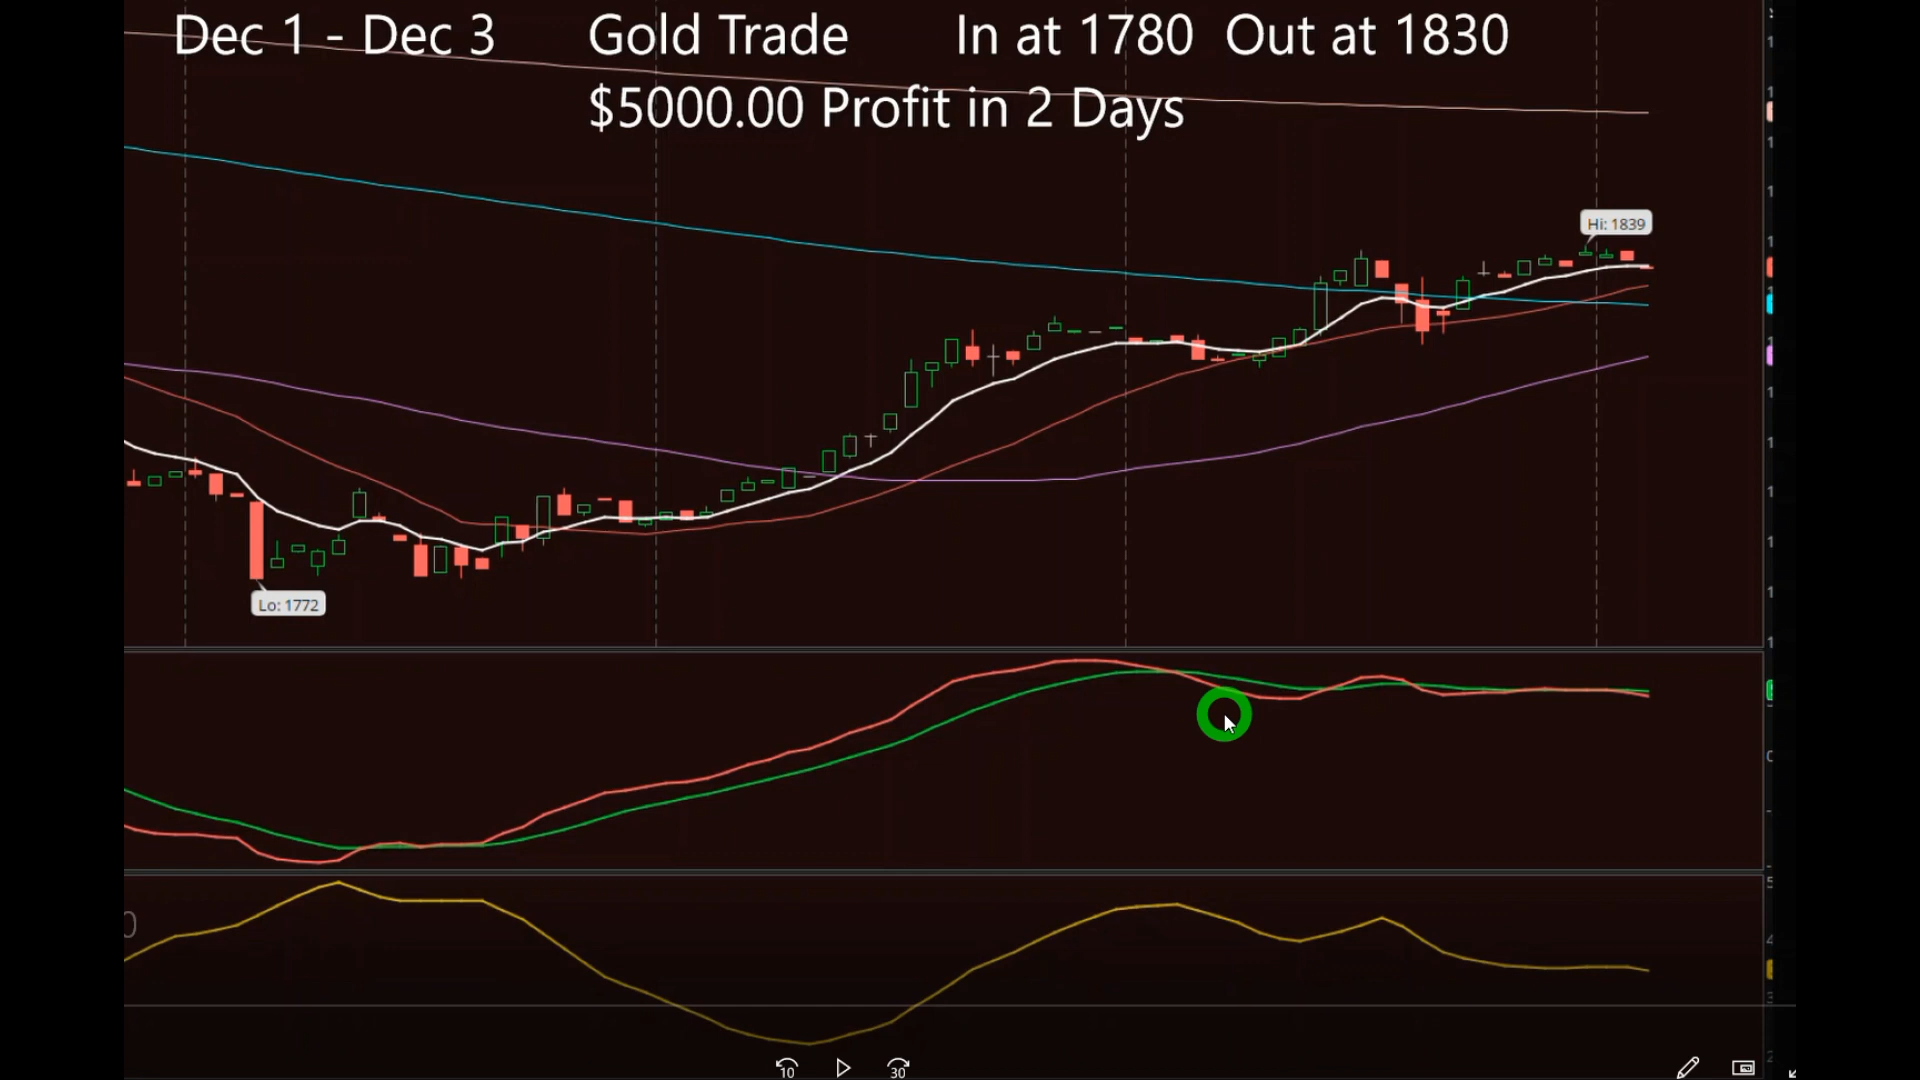 Dec 1 - Dec 3 Gold Trade In at 1780 Out at 1830
$5000.00 Profit in 2 Days
Hi: 1839
Lo: 1772
10
30